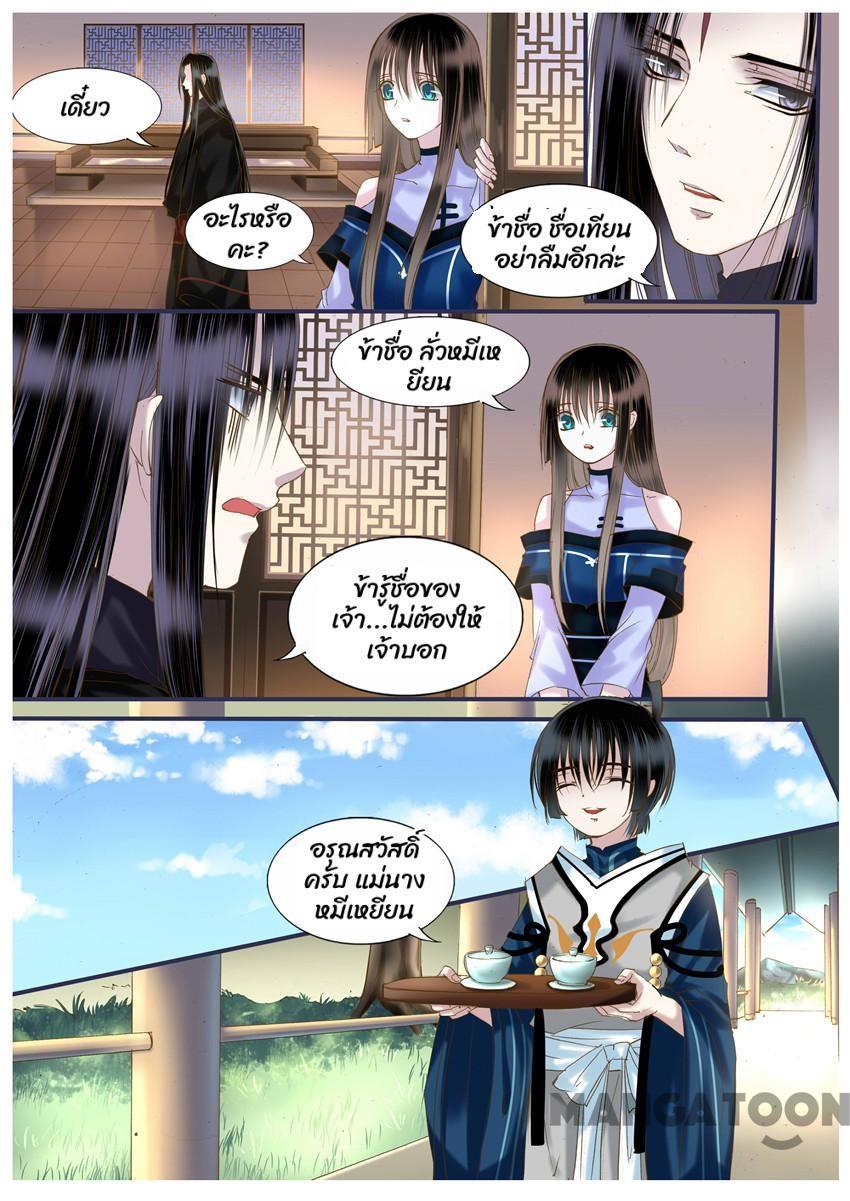 เดี๋ยว
อะไรหรือ
คะ?
ข้าชื่อ ชื่อเทียน
อย่าลืมอีกล่ะ
ข้าชื่อ ลั่วหมีเห
ยียน
ข้ารู้ชื่อของ
เจ้า...ไม่ต้องให้
เจ้าบอก
อรุณสวัสดิ์
ครับ แม่นาง
หมีเหยียน
MANGATOON